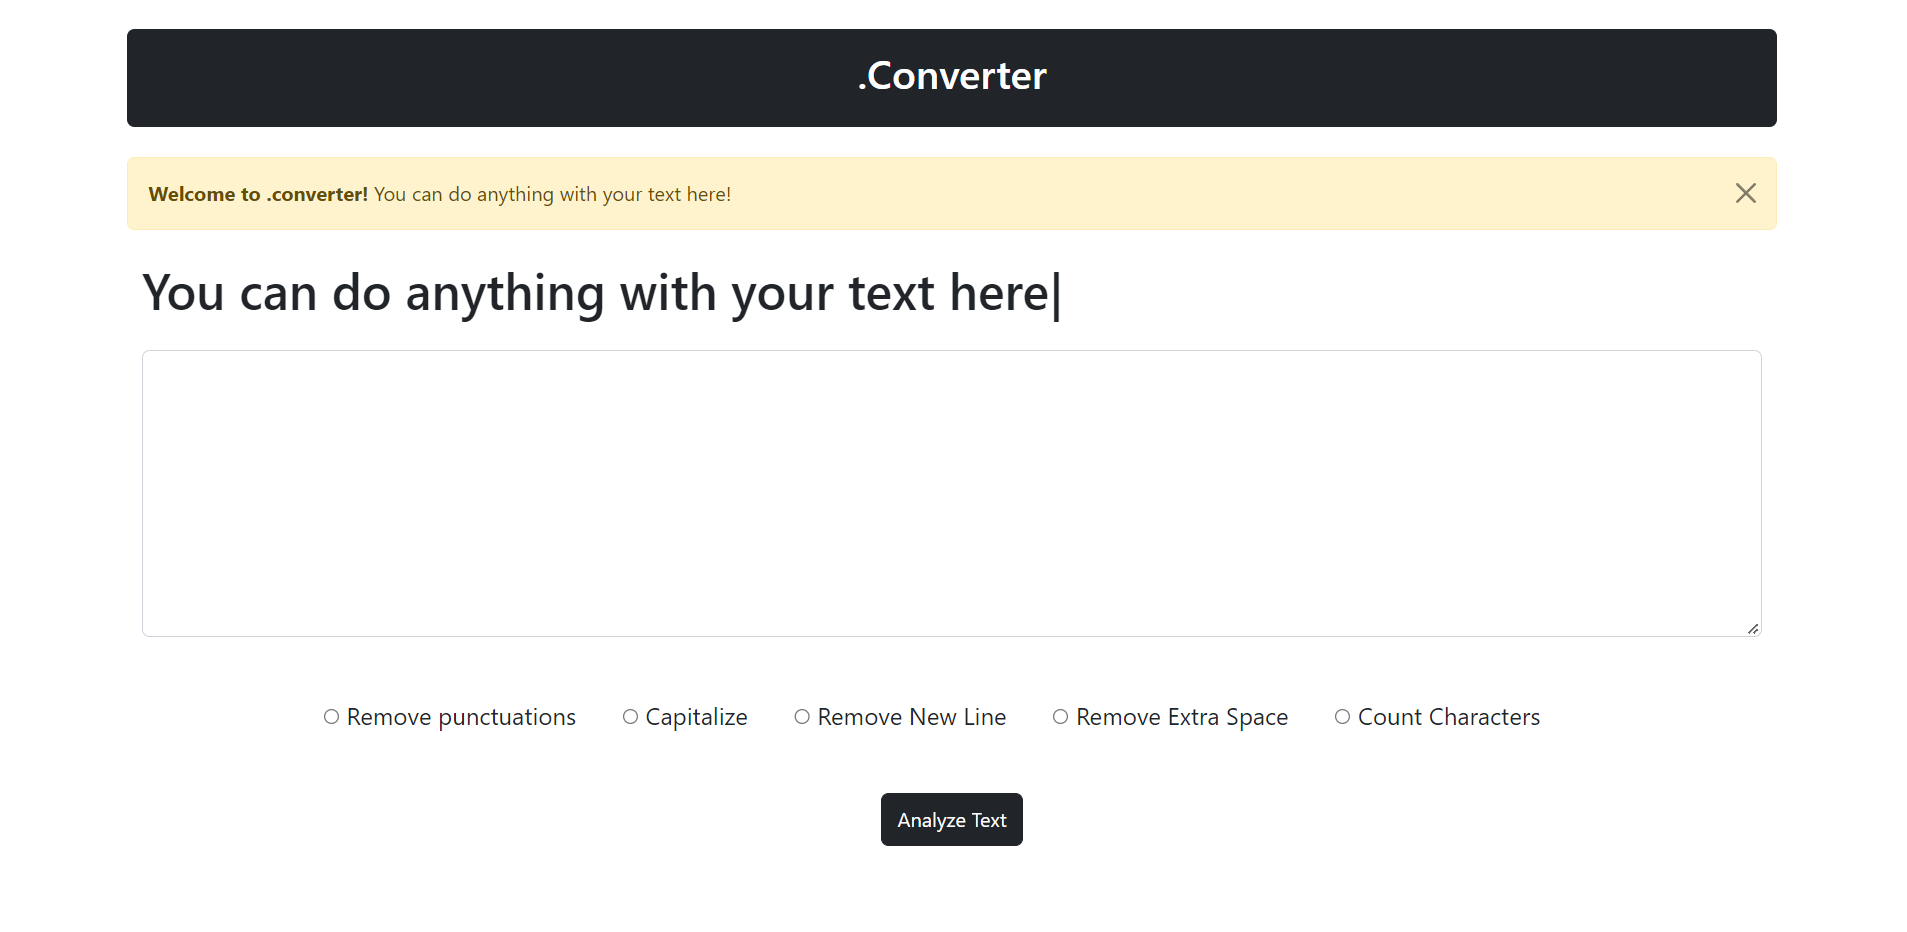 .Converter
Welcome to .converter! You can do anything with your text here!
You can do anything with your text here|
Remove punctuations Capitalize Remove New Line Remove Extra Space Count Characters
Analyze Text